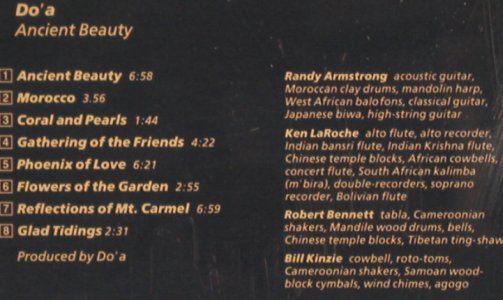 Do'a
Ancient Beauty
1 Ancient Beauty 6:58
2 Morocco 3.56
3 Coral and Pearls 1:44
4 Gathering of the Friends 4:22
5 Phoenix of Love 6:21
6 Flowers of the Garden 2:55
7 Reflections of Mt. Carmel 6:59
8 Glad Tidings 2:31
Produced by Do'a
Randy Armstrong acoustic guitar,
Moroccan clay drums, mandolin harp,
West African balofons, classical guitar,
Japanese biwa, high-string guitar
Ken LaRoche alto flute, alto recorder,
Indian bansri flute, Indian Krishna flute,
Chinese temple blocks, African cowbells,
concert flute, South African kalimba
(m'bira), double-recorders, soprano
recorder, Bolivian flute
Robert Bennett tabla, Cameroonian
shakers, Mandile wood drums, bells,
Chinese temple blocks, Tibetan ting-shaw
Bill Kinzie cowbell, roto-toms,
Cameroonian shakers, Samoan wood-
block cymbals, wind chimes, agogo